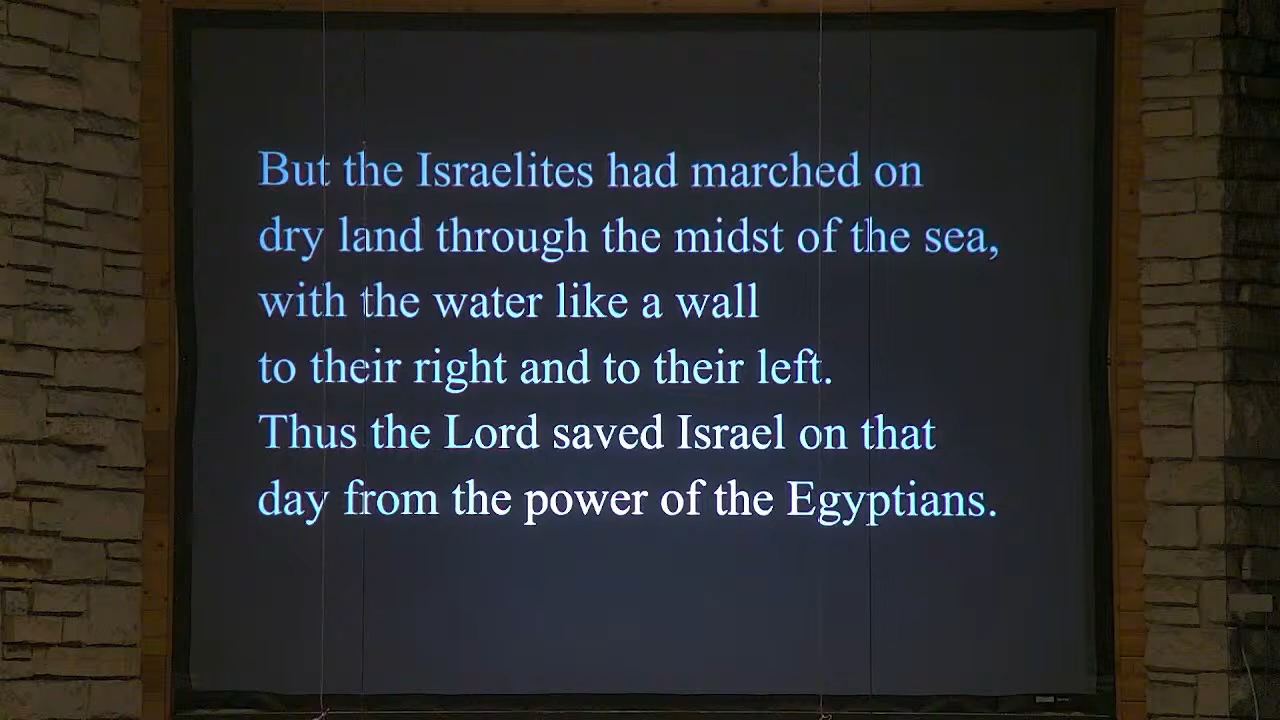 But the Israelites had marched on
dry land through the midst of the sea,
with the water like a wall
to their right and to their left.
Thus the Lord saved Israel on that
day from the power of the Egyptians.